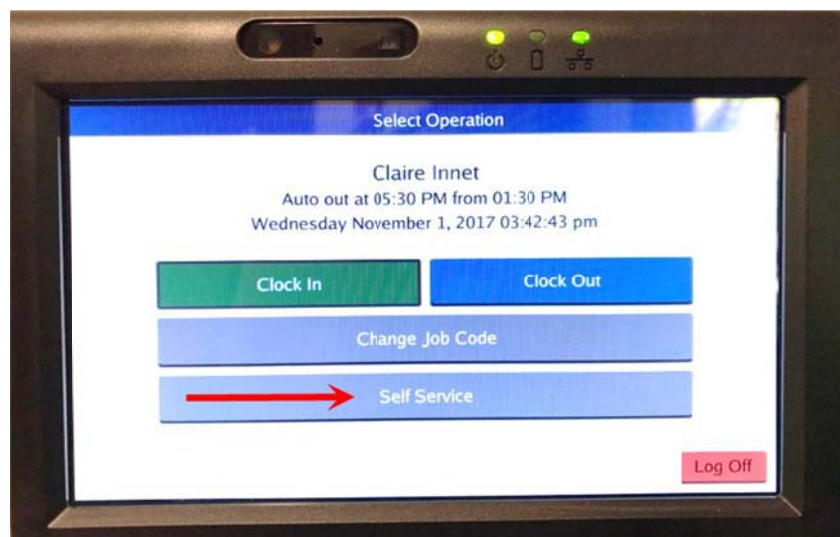 Select Operation
Claire Innet
Auto out at 05:30 PM from 01:30 PM
Wednesday November 1, 2017 03:42:43 pm
Clock In
Clock Out
Change Job Code
Self Service
Log Off